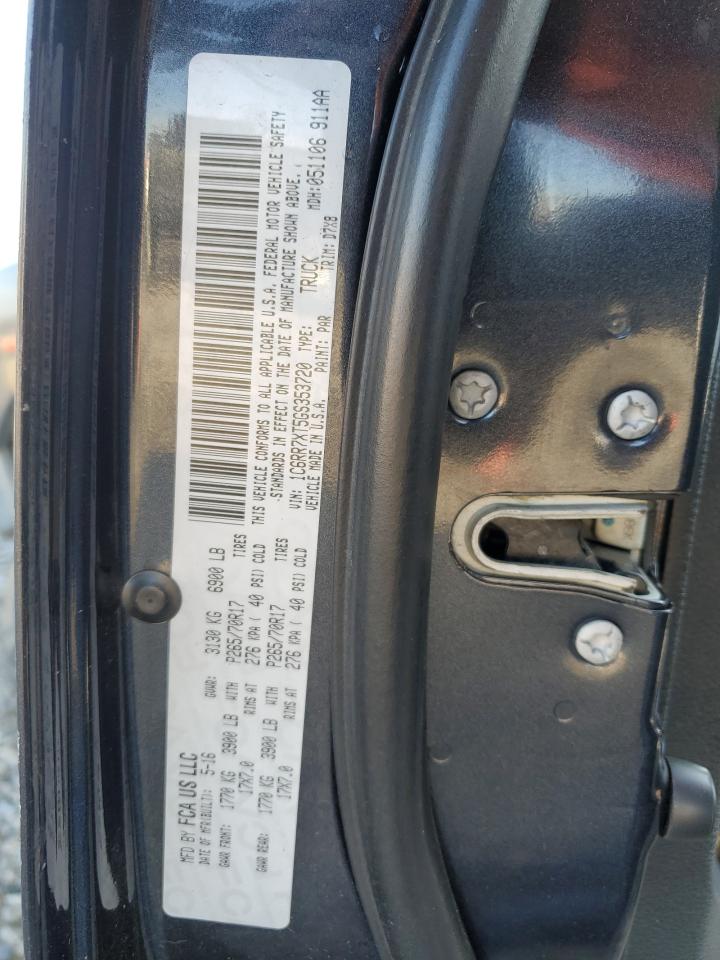 MFD BY FCA US LLC
DATE OF MFR(BUILT): 5-16
GVWR: 3130 KG 6900 LB
GAWR FRONT: 1770 KG 3900 LB WITH P265/70R17 TIRES
17X7.0 RIMS AT 276 KPA ( 40 PSI) COLD
GAWR REAR: 1770 KG 3900 LB WITH P265/70R17 TIRES
17X7.0 RIMS AT 276 KPA ( 40 PSI) COLD
THIS VEHICLE CONFORMS TO ALL APPLICABLE U.S.A. FEDERAL MOTOR VEHICLE SAFETY
STANDARDS IN EFFECT ON THE DATE OF MANUFACTURE SHOWN ABOVE.
VIN: 1C6RR7XT5GS353720 TYPE: TRUCK MDH:051106 911AA
VEHICLE MADE IN U.S.A. PAINT: PAR TRIM: D7X8